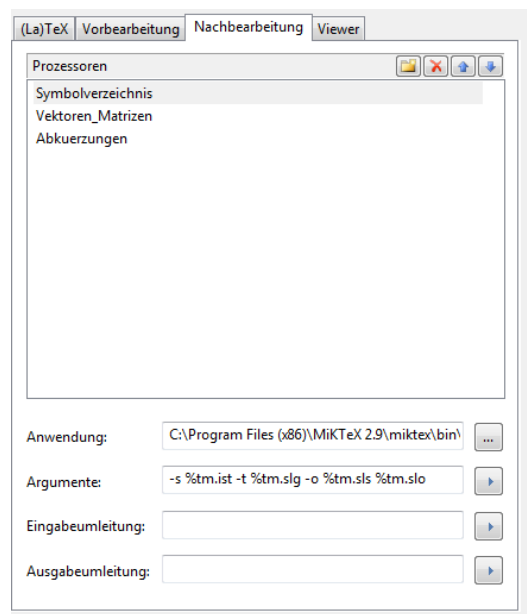 (La)TeX Vorbearbeitung Nachbearbeitung Viewer
Prozessoren
Symbolverzeichnis
Vektoren_Matrizen
Abkuerzungen
Anwendung: C:\Program Files (x86)\MiKTeX 2.9\miktex\bin\ ...
Argumente: -s %tm.ist -t %tm.slg -o %tm.sls %tm.slo
Eingabeumleitung:
Ausgabeumleitung: